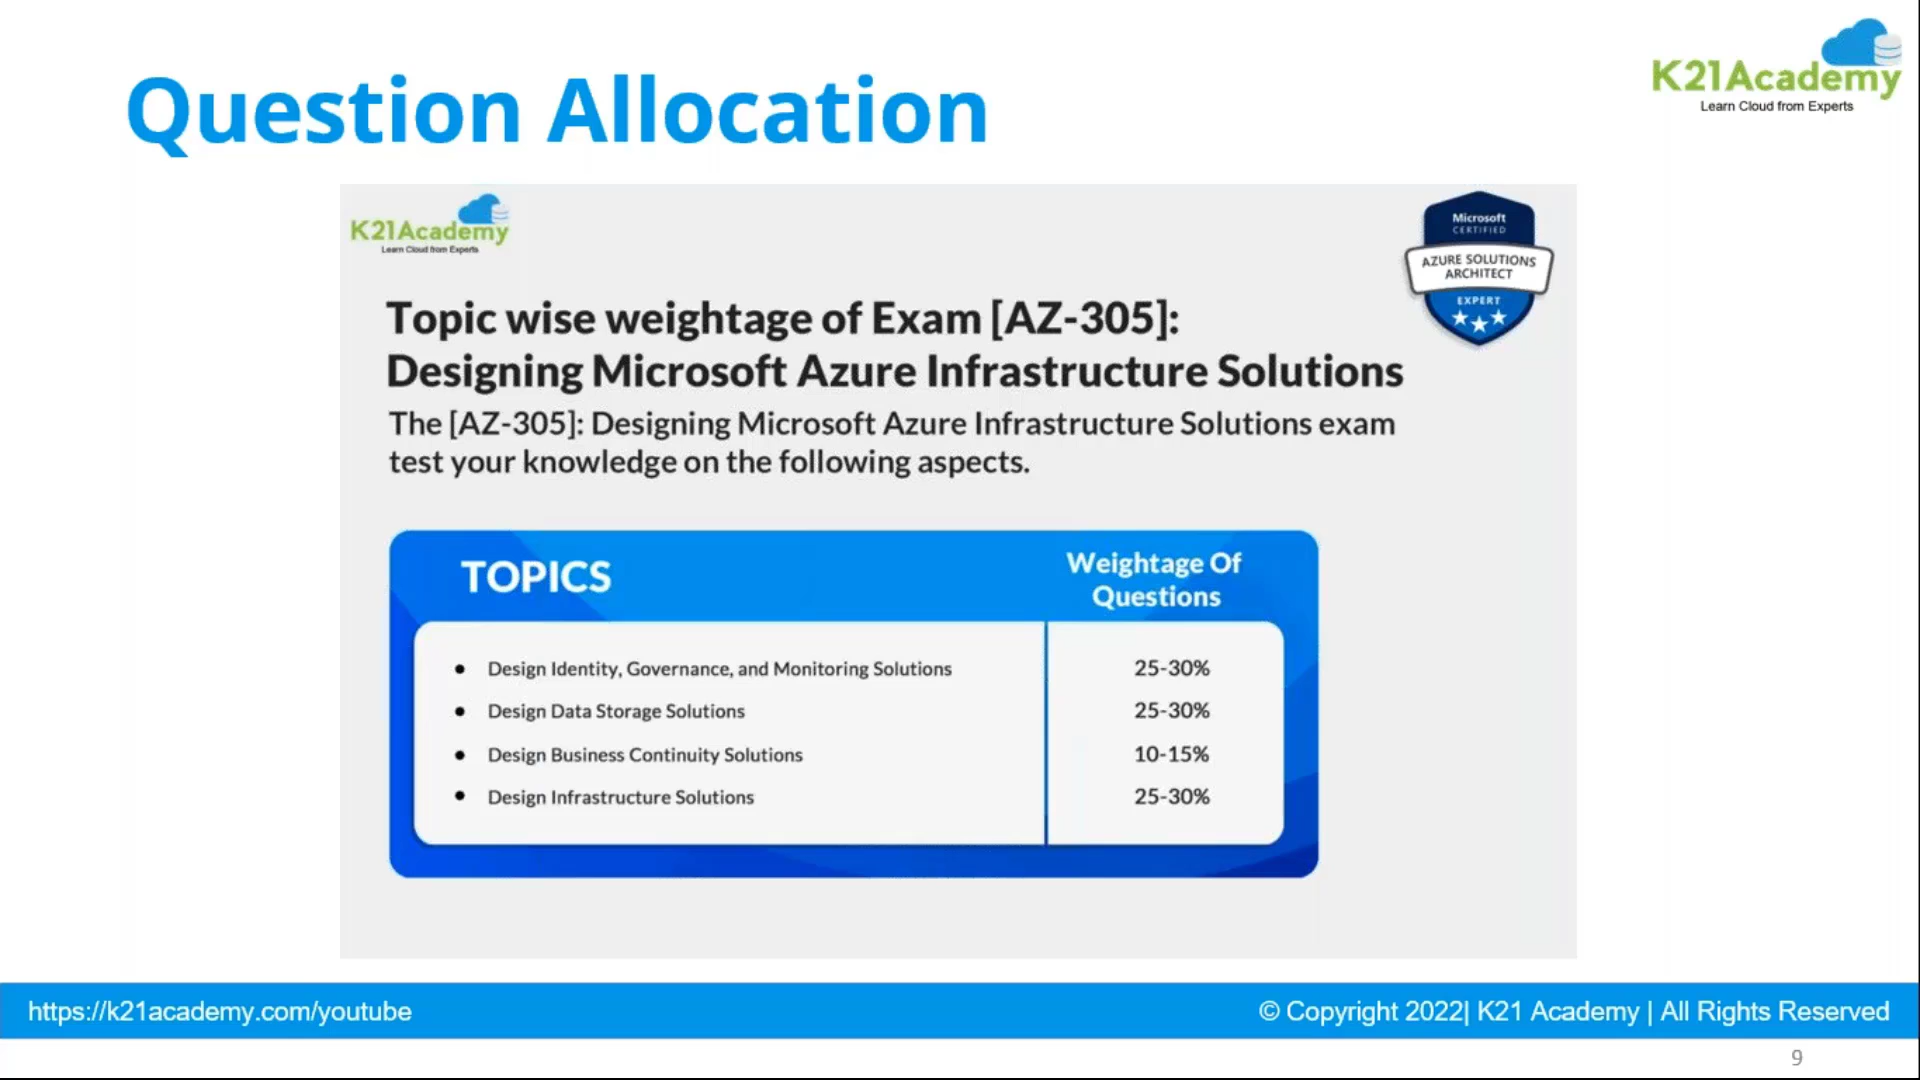 Question Allocation
K21Academy
Learn Cloud from Experts
K21Academy
Learn Cloud from Experts
Microsoft
CERTIFIED
AZURE SOLUTIONS
ARCHITECT
EXPERT
Topic wise weightage of Exam [AZ-305]:
Designing Microsoft Azure Infrastructure Solutions
The [AZ-305]: Designing Microsoft Azure Infrastructure Solutions exam
test your knowledge on the following aspects.
TOPICS
Weightage Of
Questions
• Design Identity, Governance, and Monitoring Solutions 25-30%
• Design Data Storage Solutions 25-30%
• Design Business Continuity Solutions 10-15%
• Design Infrastructure Solutions 25-30%
https://k21academy.com/youtube
© Copyright 2022| K21 Academy | All Rights Reserved
9